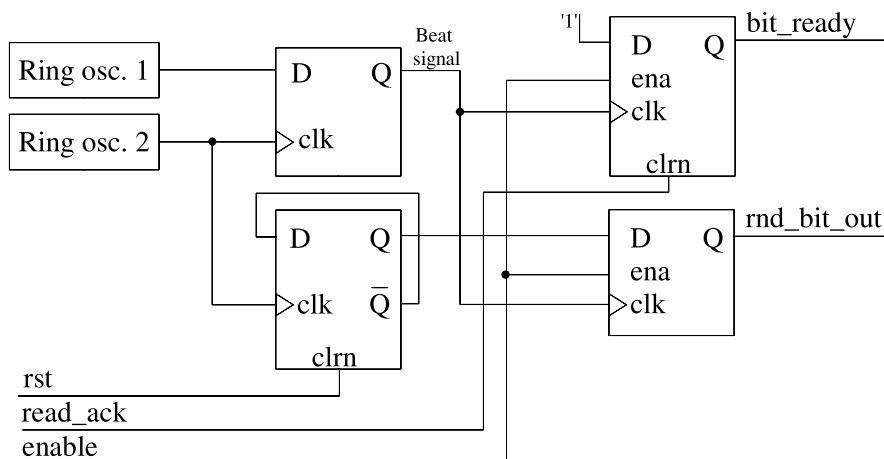 Ring osc. 1
Ring osc. 2
D Q
clk
Beat
signal
'1'
D Q
ena
clk
clrn
bit_ready
D Q
clk Q̅
clrn
D Q
ena
clk
rnd_bit_out
rst
read_ack
enable